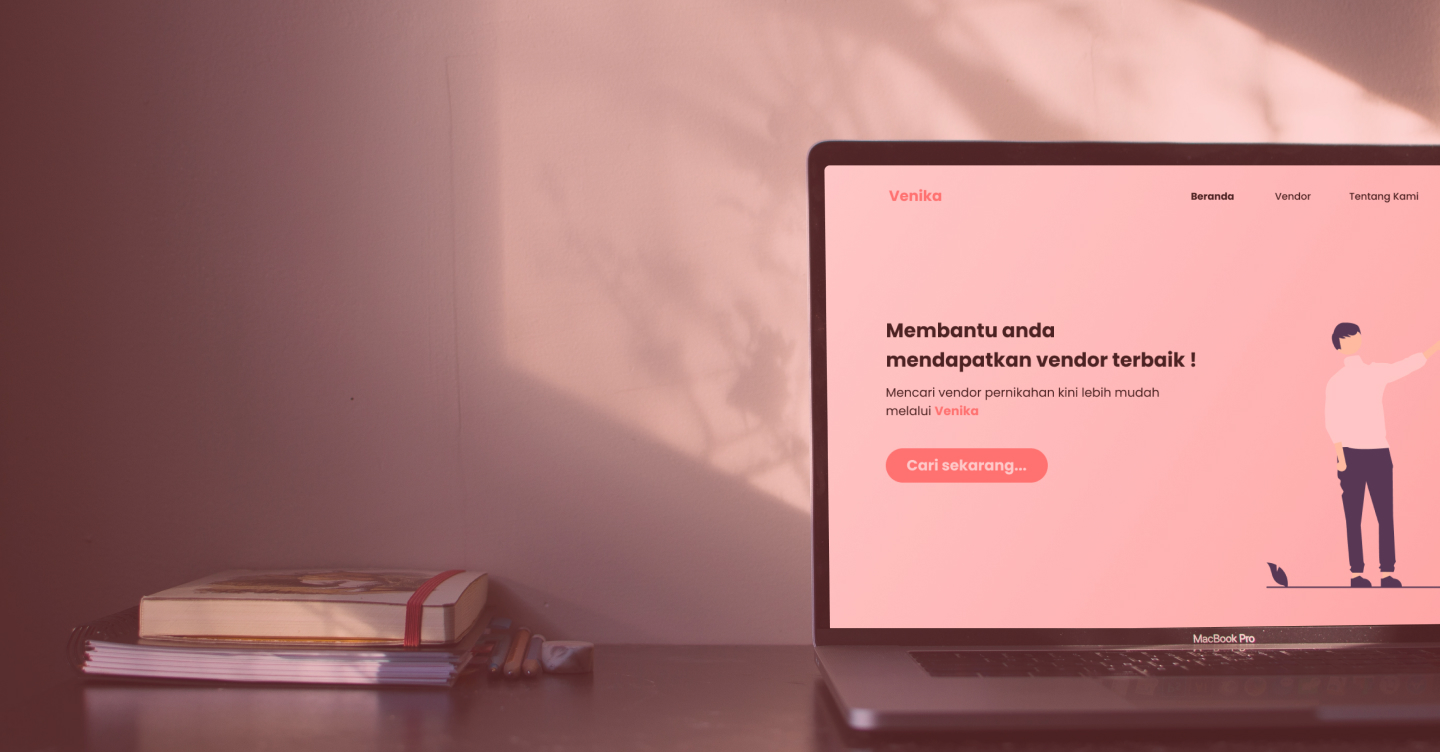 Venika
Beranda
Vendor
Tentang Kami
Membantu anda
mendapatkan vendor terbaik !
Mencari vendor pernikahan kini lebih mudah
melalui Venika
Cari sekarang...
MacBook Pro